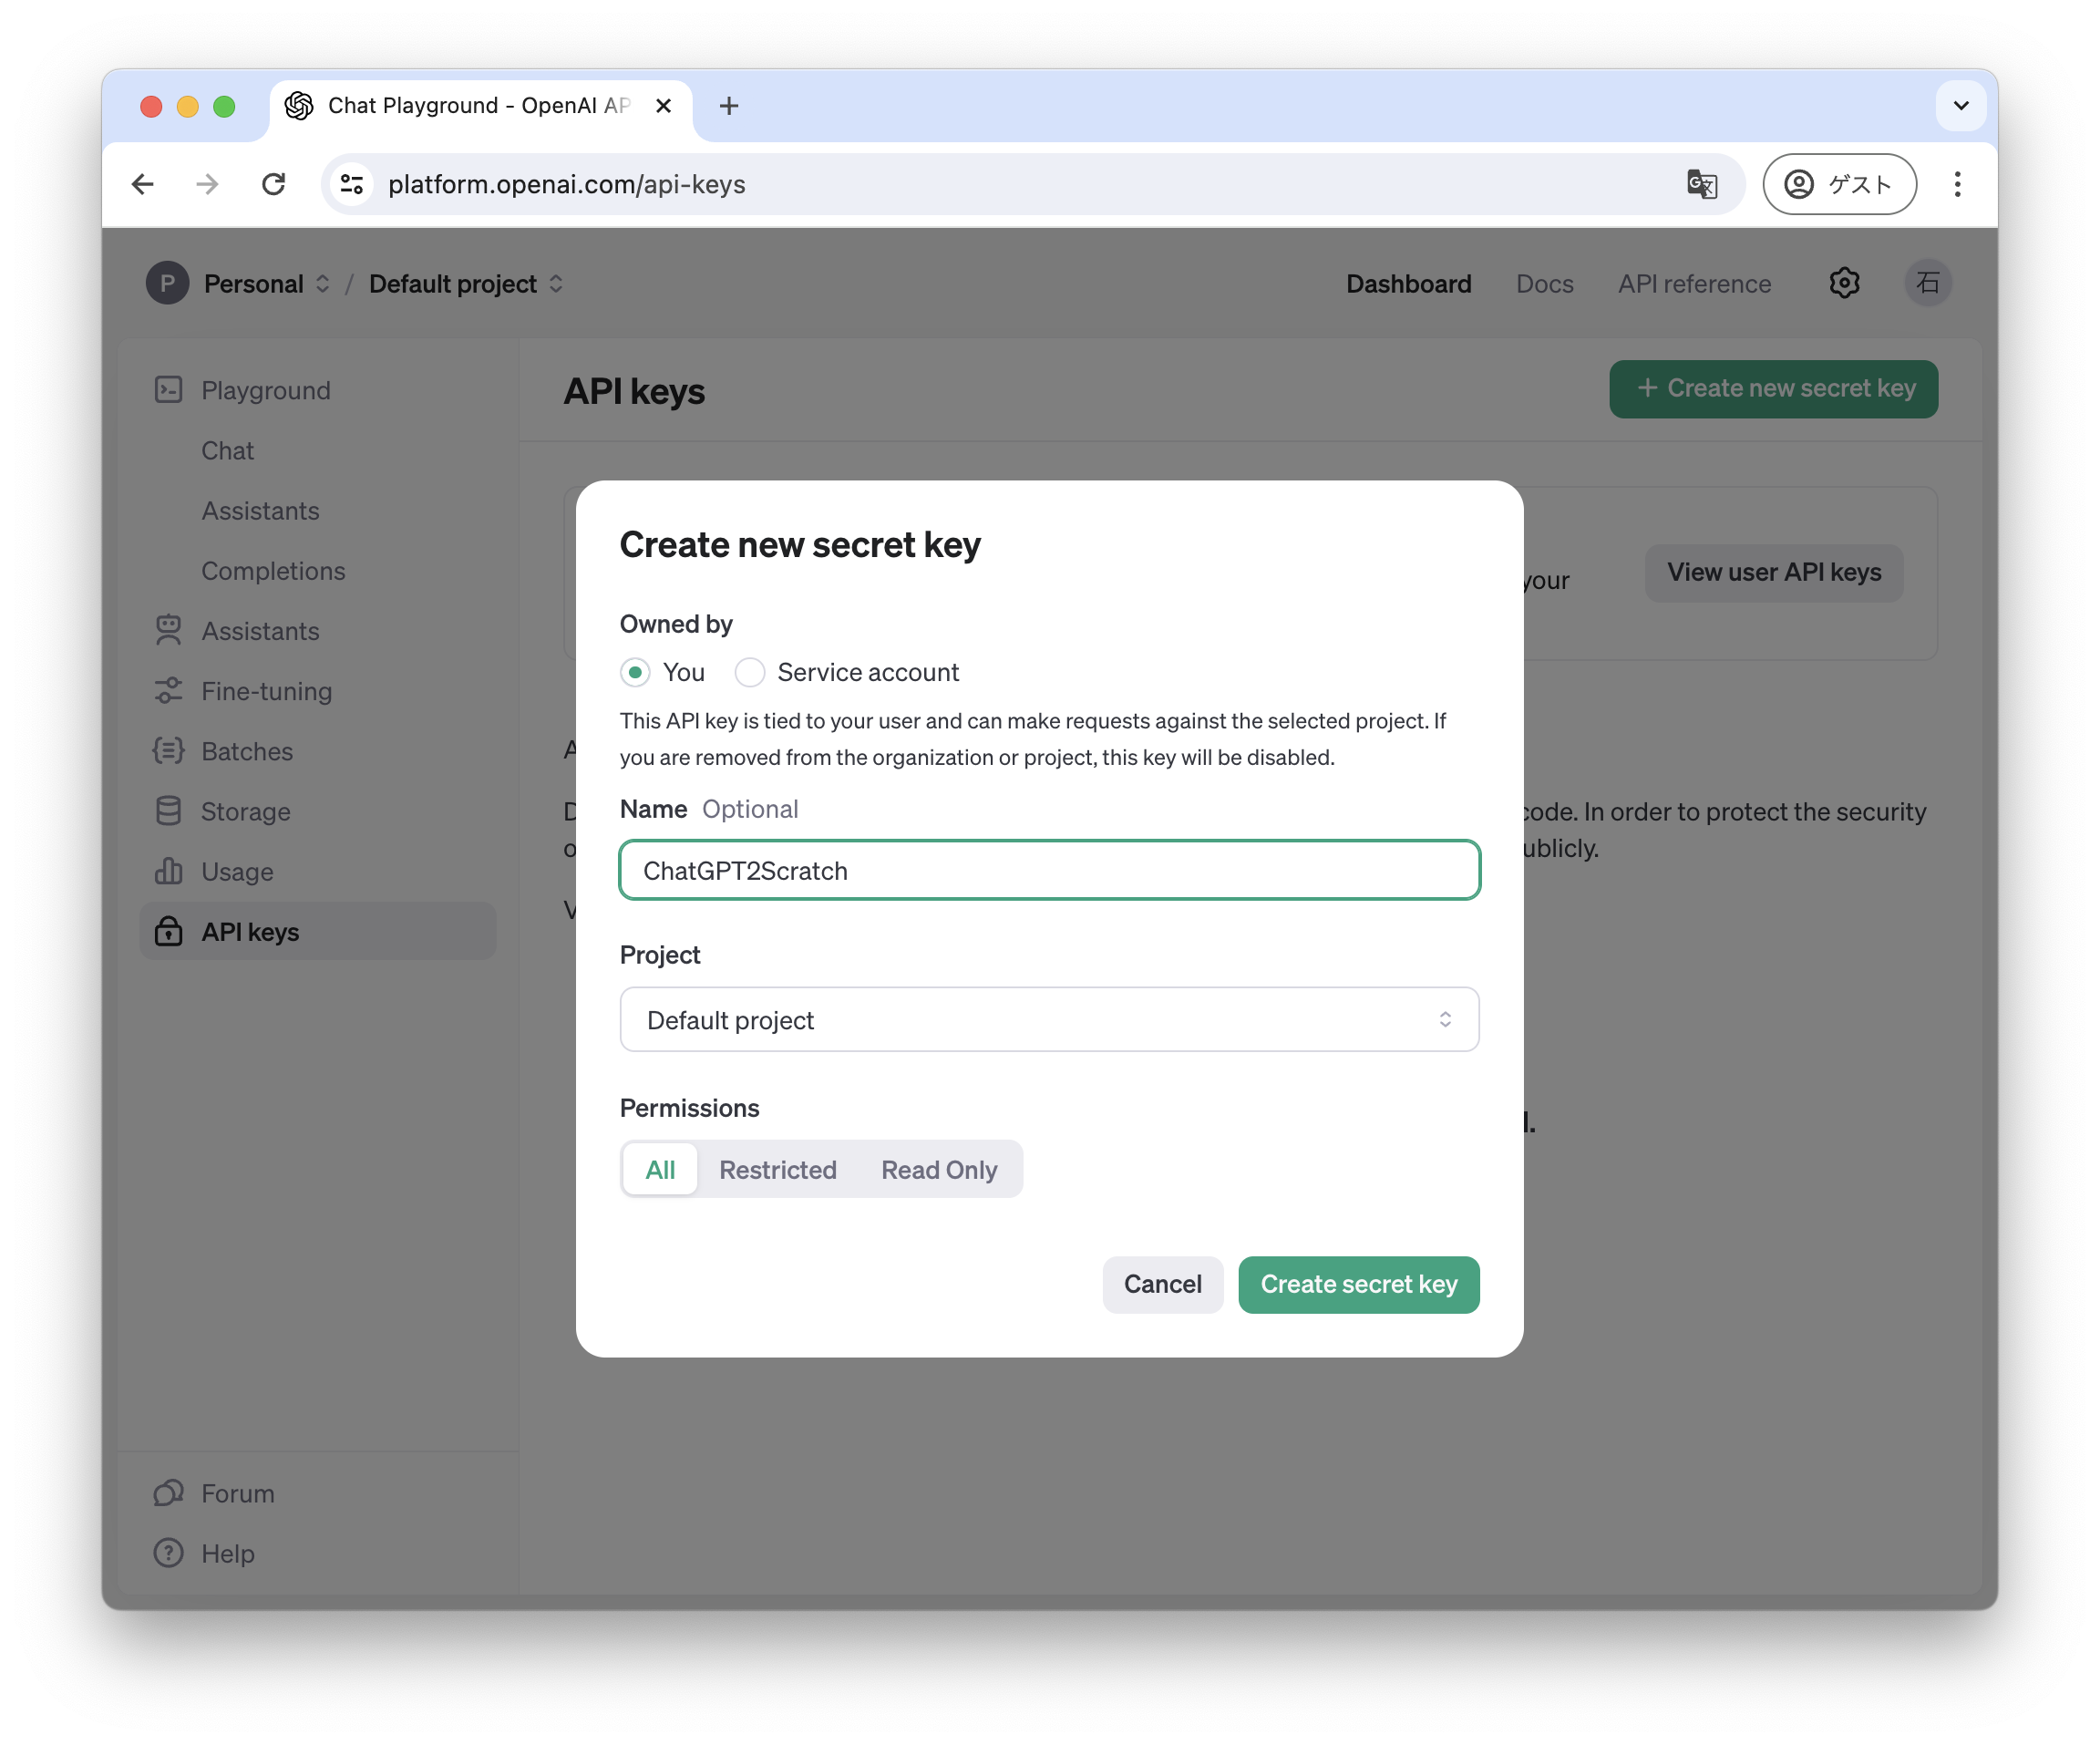 Chat Playground - OpenAI AP
platform.openai.com/api-keys
ゲスト
P Personal / Default project
Dashboard Docs API reference 石
Playground
Chat
Assistants
Completions
Assistants
Fine-tuning
Batches
Storage
Usage
API keys
Forum
Help
API keys
+ Create new secret key
your
View user API keys
A
D
code. In order to protect the security
o
ublicly.
V
d.
Create new secret key
Owned by
You Service account
This API key is tied to your user and can make requests against the selected project. If
you are removed from the organization or project, this key will be disabled.
Name Optional
ChatGPT2Scratch
Project
Default project
Permissions
All Restricted Read Only
Cancel Create secret key